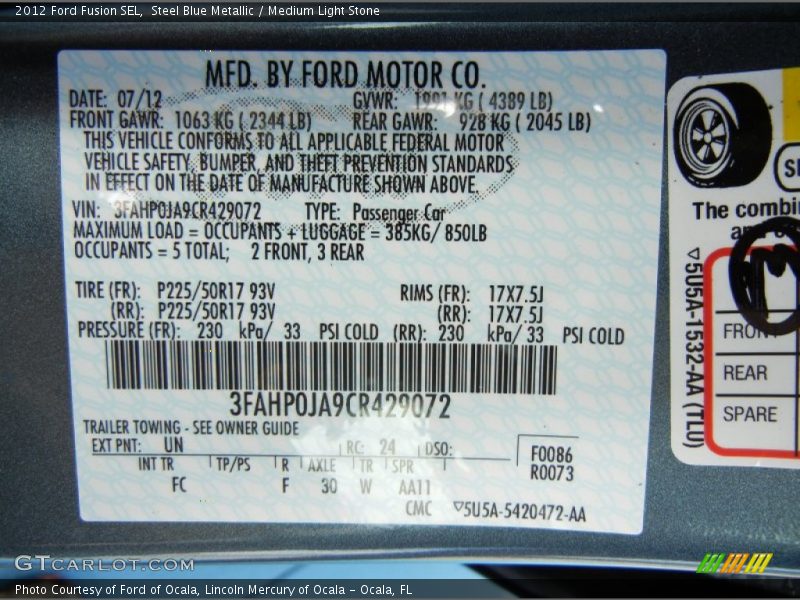 2012 Ford Fusion SEL,  Steel Blue Metallic / Medium Light Stone
MFD. BY FORD MOTOR CO.
DATE: 07/12 GVWR: 1991 KG ( 4389 LB)
FRONT GAWR: 1063 KG ( 2344 LB) REAR GAWR: 928 KG ( 2045 LB)
THIS VEHICLE CONFORMS TO ALL APPLICABLE FEDERAL MOTOR
VEHICLE SAFETY, BUMPER, AND THEFT PREVENTION STANDARDS
IN EFFECT ON THE DATE OF MANUFACTURE SHOWN ABOVE.
VIN: 3FAHP0JA9CR429072 TYPE: Passenger Car
MAXIMUM LOAD = OCCUPANTS + LUGGAGE = 385KG/ 850LB
OCCUPANTS = 5 TOTAL; 2 FRONT, 3 REAR
TIRE (FR): P225/50R17 93V RIMS (FR): 17X7.5J
(RR): P225/50R17 93V (RR): 17X7.5J
PRESSURE (FR): 230 kPa/ 33 PSI COLD (RR): 230 kPa/ 33 PSI COLD
3FAHP0JA9CR429072
TRAILER TOWING - SEE OWNER GUIDE
EXT PNT: UN RC: 24 DSO:
INT TR TP/PS R AXLE TR SPR
FC F 30 W AA11
F0086
R0073
CMC ▽5U5A-5420472-AA
The combin
FRONT
REAR
SPARE
▽5U5A-1532-AA (TLU)
GTCARLOT.COM
Photo Courtesy of Ford of Ocala, Lincoln Mercury of Ocala - Ocala, FL